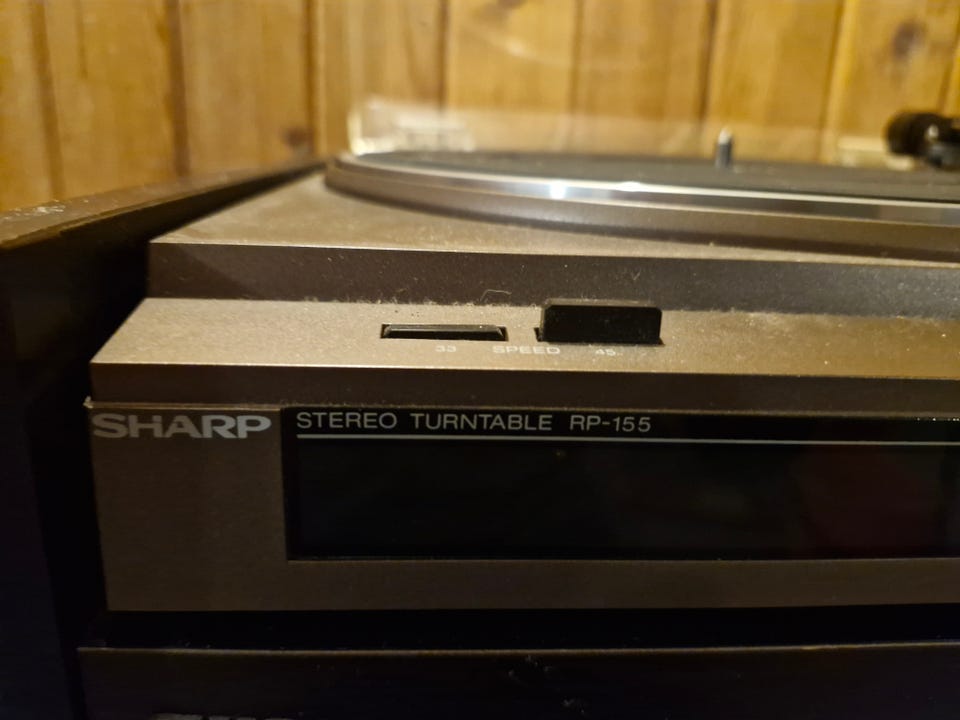 33 SPEED 45
SHARP STEREO TURNTABLE RP-155